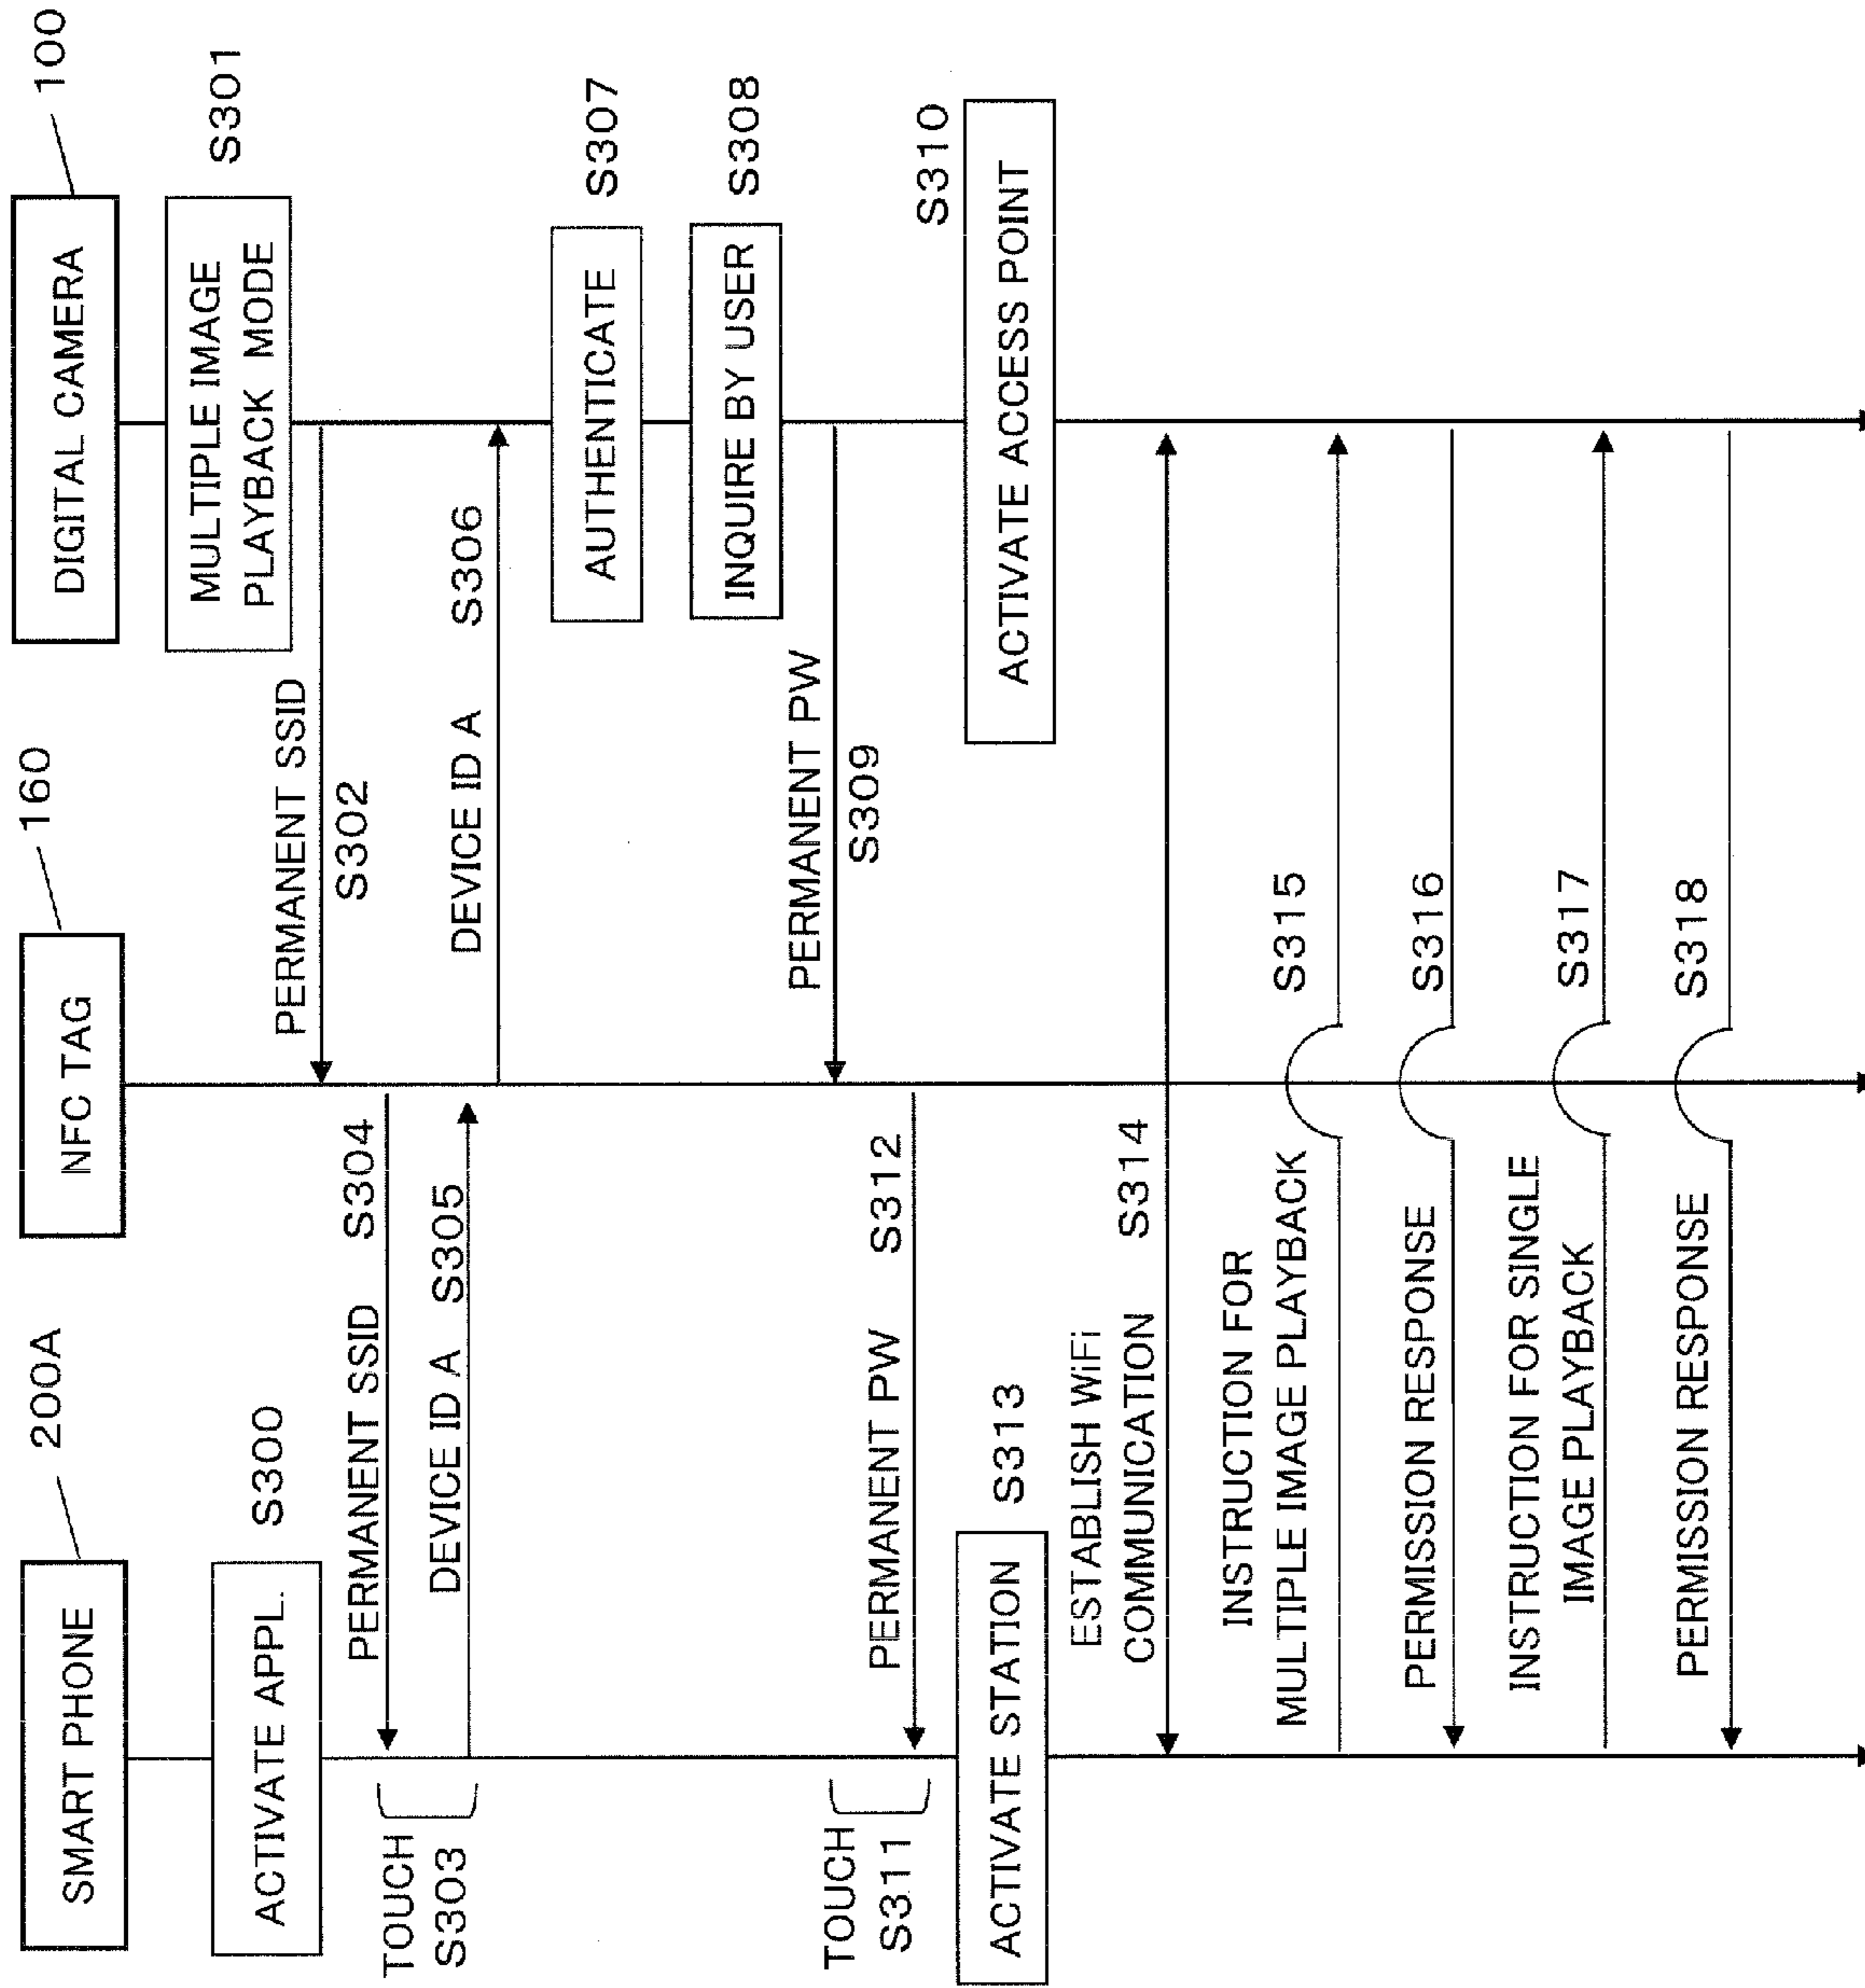 SMART PHONE
200A
NFC TAG
160
DIGITAL CAMERA
100
ACTIVATE APPL.
S300
MULTIPLE IMAGE
PLAYBACK MODE
S301
PERMANENT SSID
S302
TOUCH
S303
PERMANENT SSID S304
DEVICE ID A S305
DEVICE ID A S306
AUTHENTICATE
S307
INQUIRE BY USER
S308
PERMANENT PW
S309
ACTIVATE ACCESS POINT
S310
TOUCH
S311
PERMANENT PW S312
ACTIVATE STATION
S313
ESTABLISH WiFi
COMMUNICATION S314
INSTRUCTION FOR
MULTIPLE IMAGE PLAYBACK
S315
PERMISSION RESPONSE
S316
INSTRUCTION FOR SINGLE
IMAGE PLAYBACK
S317
PERMISSION RESPONSE
S318